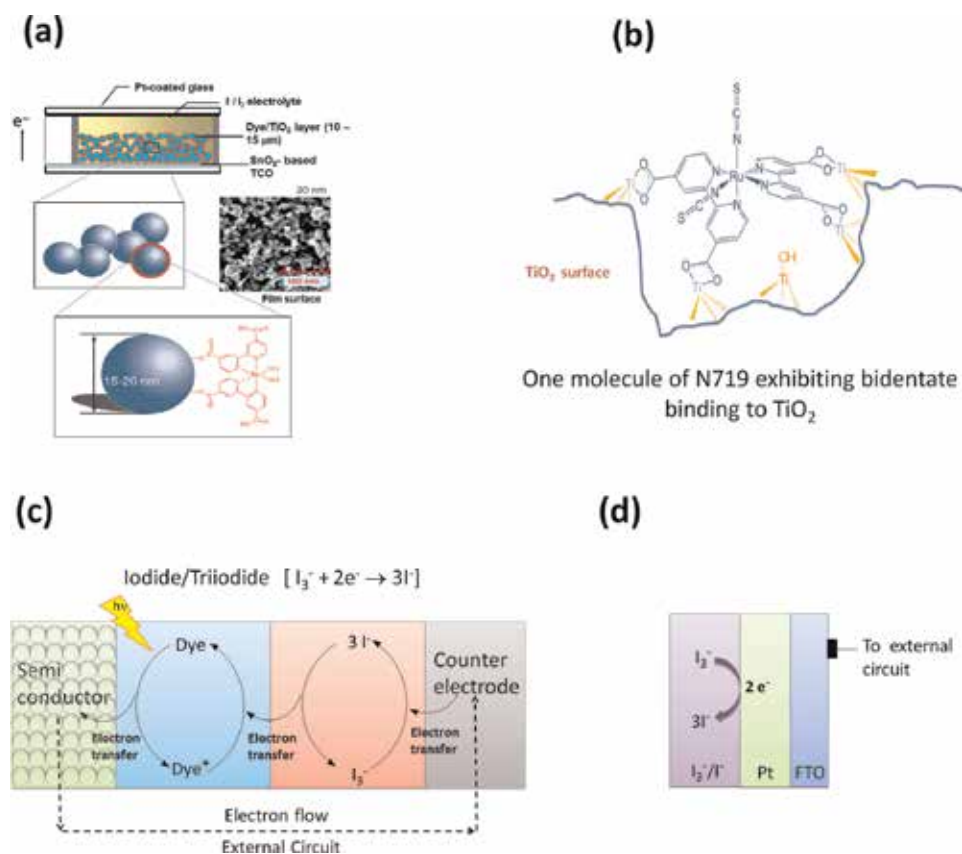 (a)
Pt-coated glass
I / I₃ electrolyte
Dye/TiO₂ layer (10 –
15 µm)
SnO₂- based
TCO
e⁻
20 nm
Film surface
15-20 nm
(b)
S
C
N
N
N
N
N
N
Ru
C
S
O
O
O
O
O
O
O
O
Ti
Ti
Ti
Ti
OH
Ti
TiO₂ surface
One molecule of N719 exhibiting bidentate
binding to TiO₂
(c)
Iodide/Triiodide [ I₃⁻ + 2e⁻ → 3I⁻]
hν
Dye
3 I⁻
Semi
conductor
Counter
electrode
Electron
transfer
Electron
transfer
Electron
transfer
Dye⁺
I₃⁻
Electron flow
External Circuit
(d)
I₃⁻
2 e⁻
3I⁻
I₃⁻/I⁻
Pt
FTO
To external
circuit